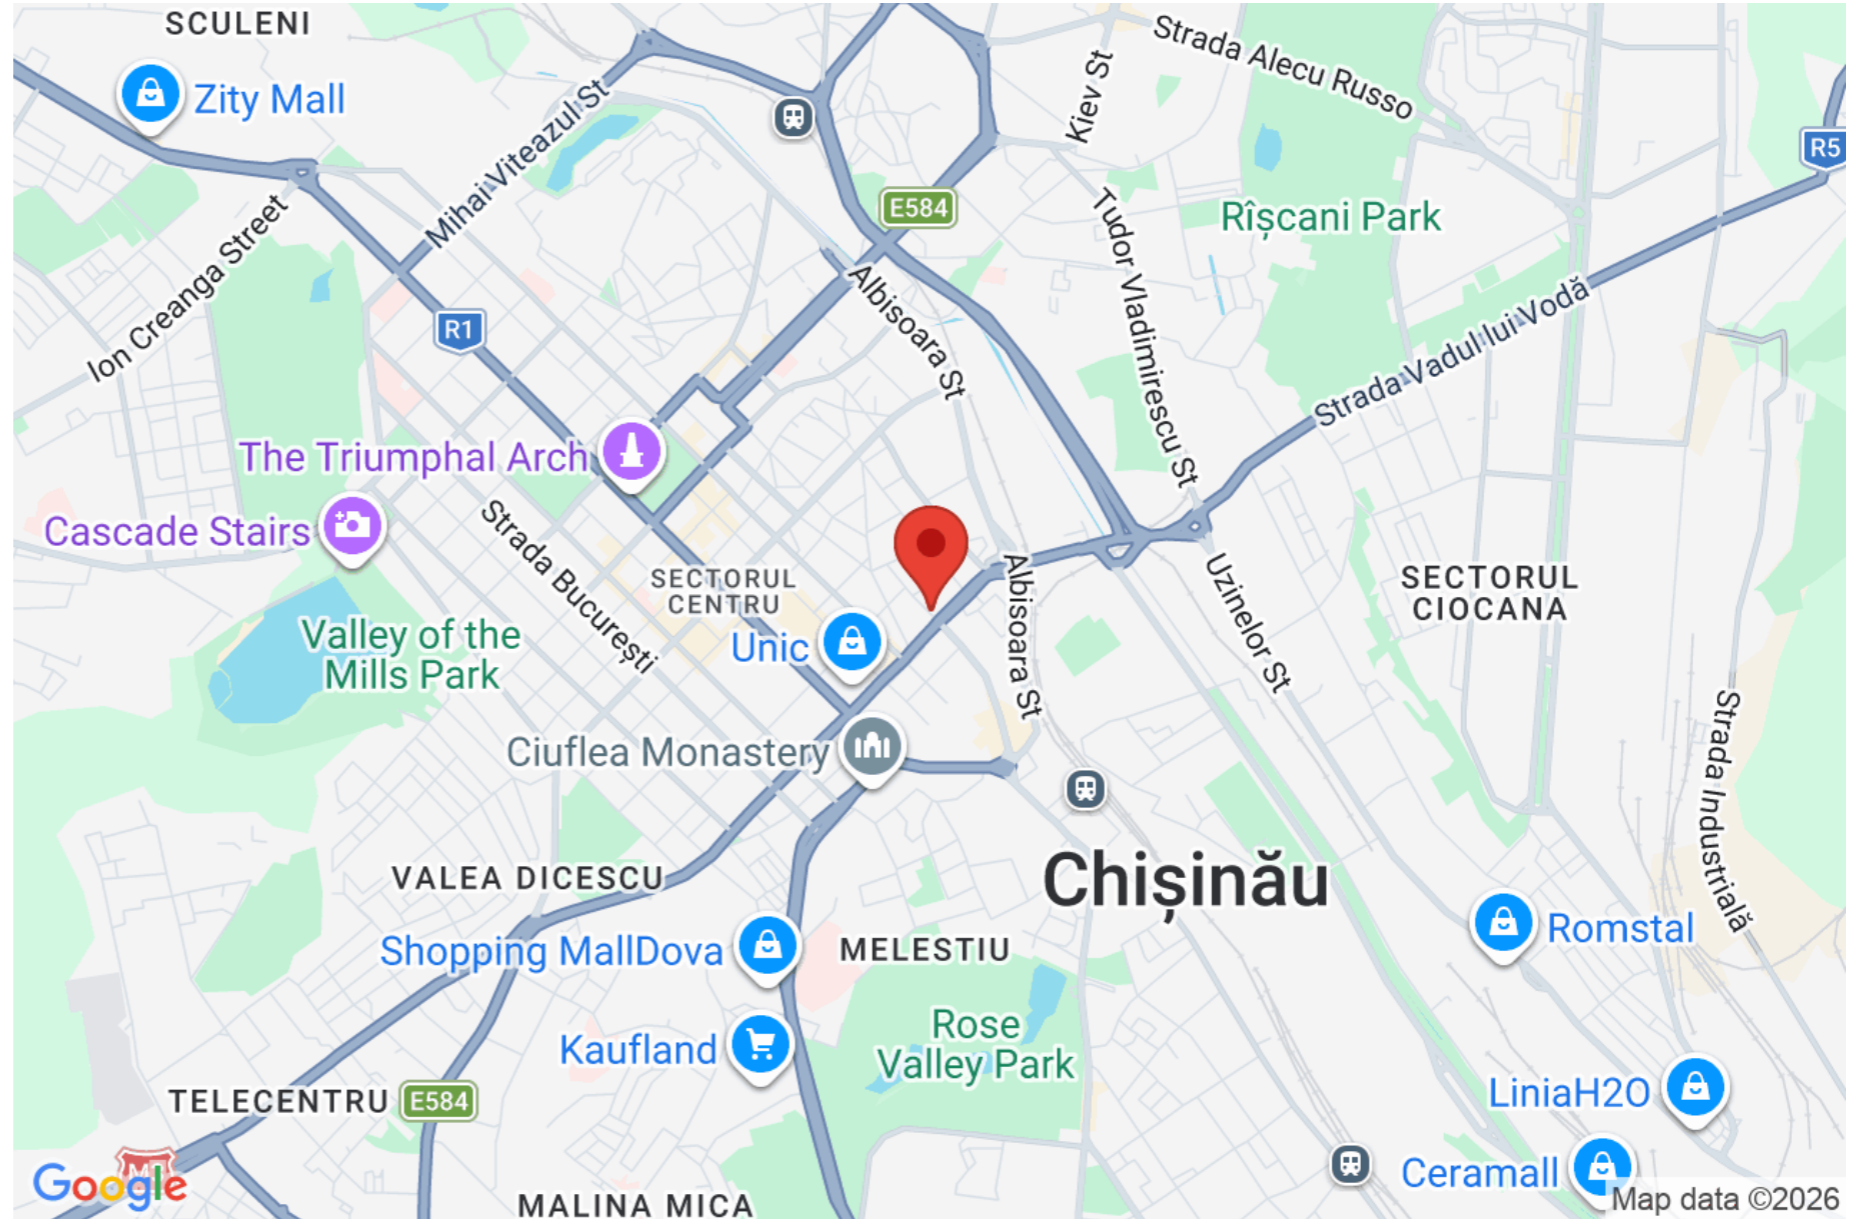 SCULENI
Zity Mall
Mihai Viteazul St
Kiev St
Strada Alecu Russo
R5
E584
Rîșcani Park
Ion Creanga Street
R1
Albisoara St
Tudor Vladimirescu St
Strada Vadul lui Vodă
The Triumphal Arch
Cascade Stairs
Strada București
SECTORUL
CENTRU
Albisoara St
Uzinelor St
SECTORUL
CIOCANA
Valley of the
Mills Park
Unic
Ciuflea Monastery
Strada Industrială
VALEA DICESCU
Chișinău
Shopping MallDova
MELESTIU
Romstal
Rose
Valley Park
Kaufland
TELECENTRU
E584
LiniaH2O
Ceramall
Google
MALINA MICA
Map data ©2026